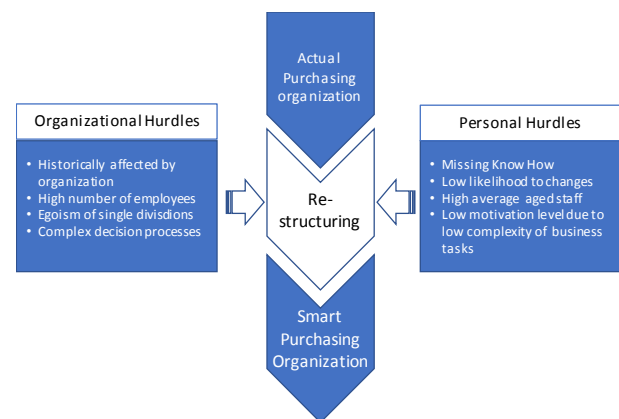 Actual
Purchasing
organization
Organizational Hurdles
• Historically affected by
organization
• High number of employees
• Egoism of single divisdions
• Complex decision processes
Re-
structuring
Personal Hurdles
• Missing Know How
• Low likelihood to changes
• High average aged staff
• Low motivation level due to
low complexity of business
tasks
Smart
Purchasing
Organization